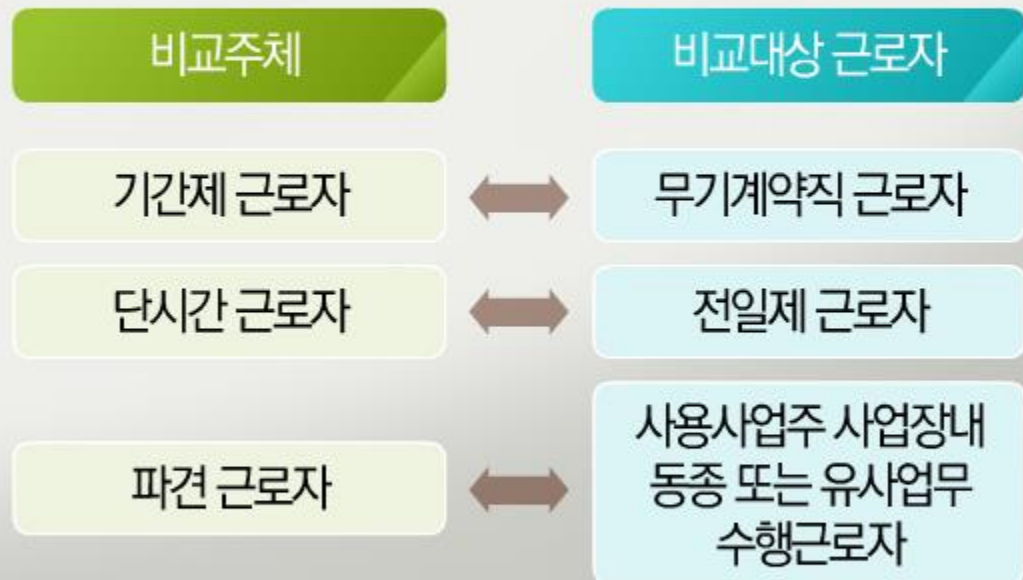 비교주체
비교대상 근로자
기간제 근로자
무기계약직 근로자
단시간 근로자
전일제 근로자
파견 근로자
사용사업주 사업장내
동종 또는 유사업무
수행근로자